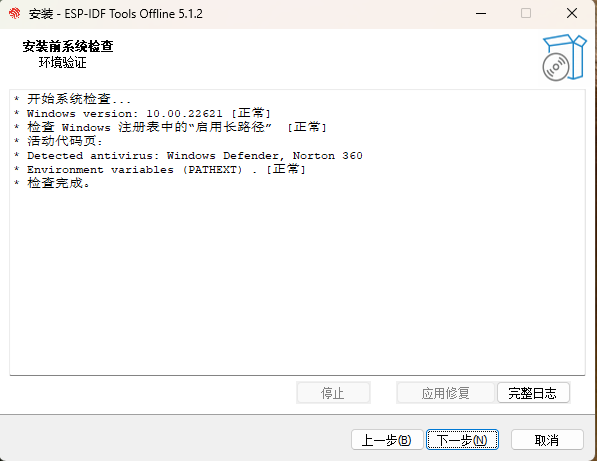 安装 - ESP-IDF Tools Offline 5.1.2
安装前系统检查
环境验证
* 开始系统检查...
* Windows version: 10.00.22621 [正常]
* 检查 Windows 注册表中的“启用长路径” [正常]
* 活动代码页:
* Detected antivirus: Windows Defender, Norton 360
* Environment variables (PATHEXT) . [正常]
* 检查完成。
停止
应用修复
完整日志
上一步(B)
下一步(N)
取消